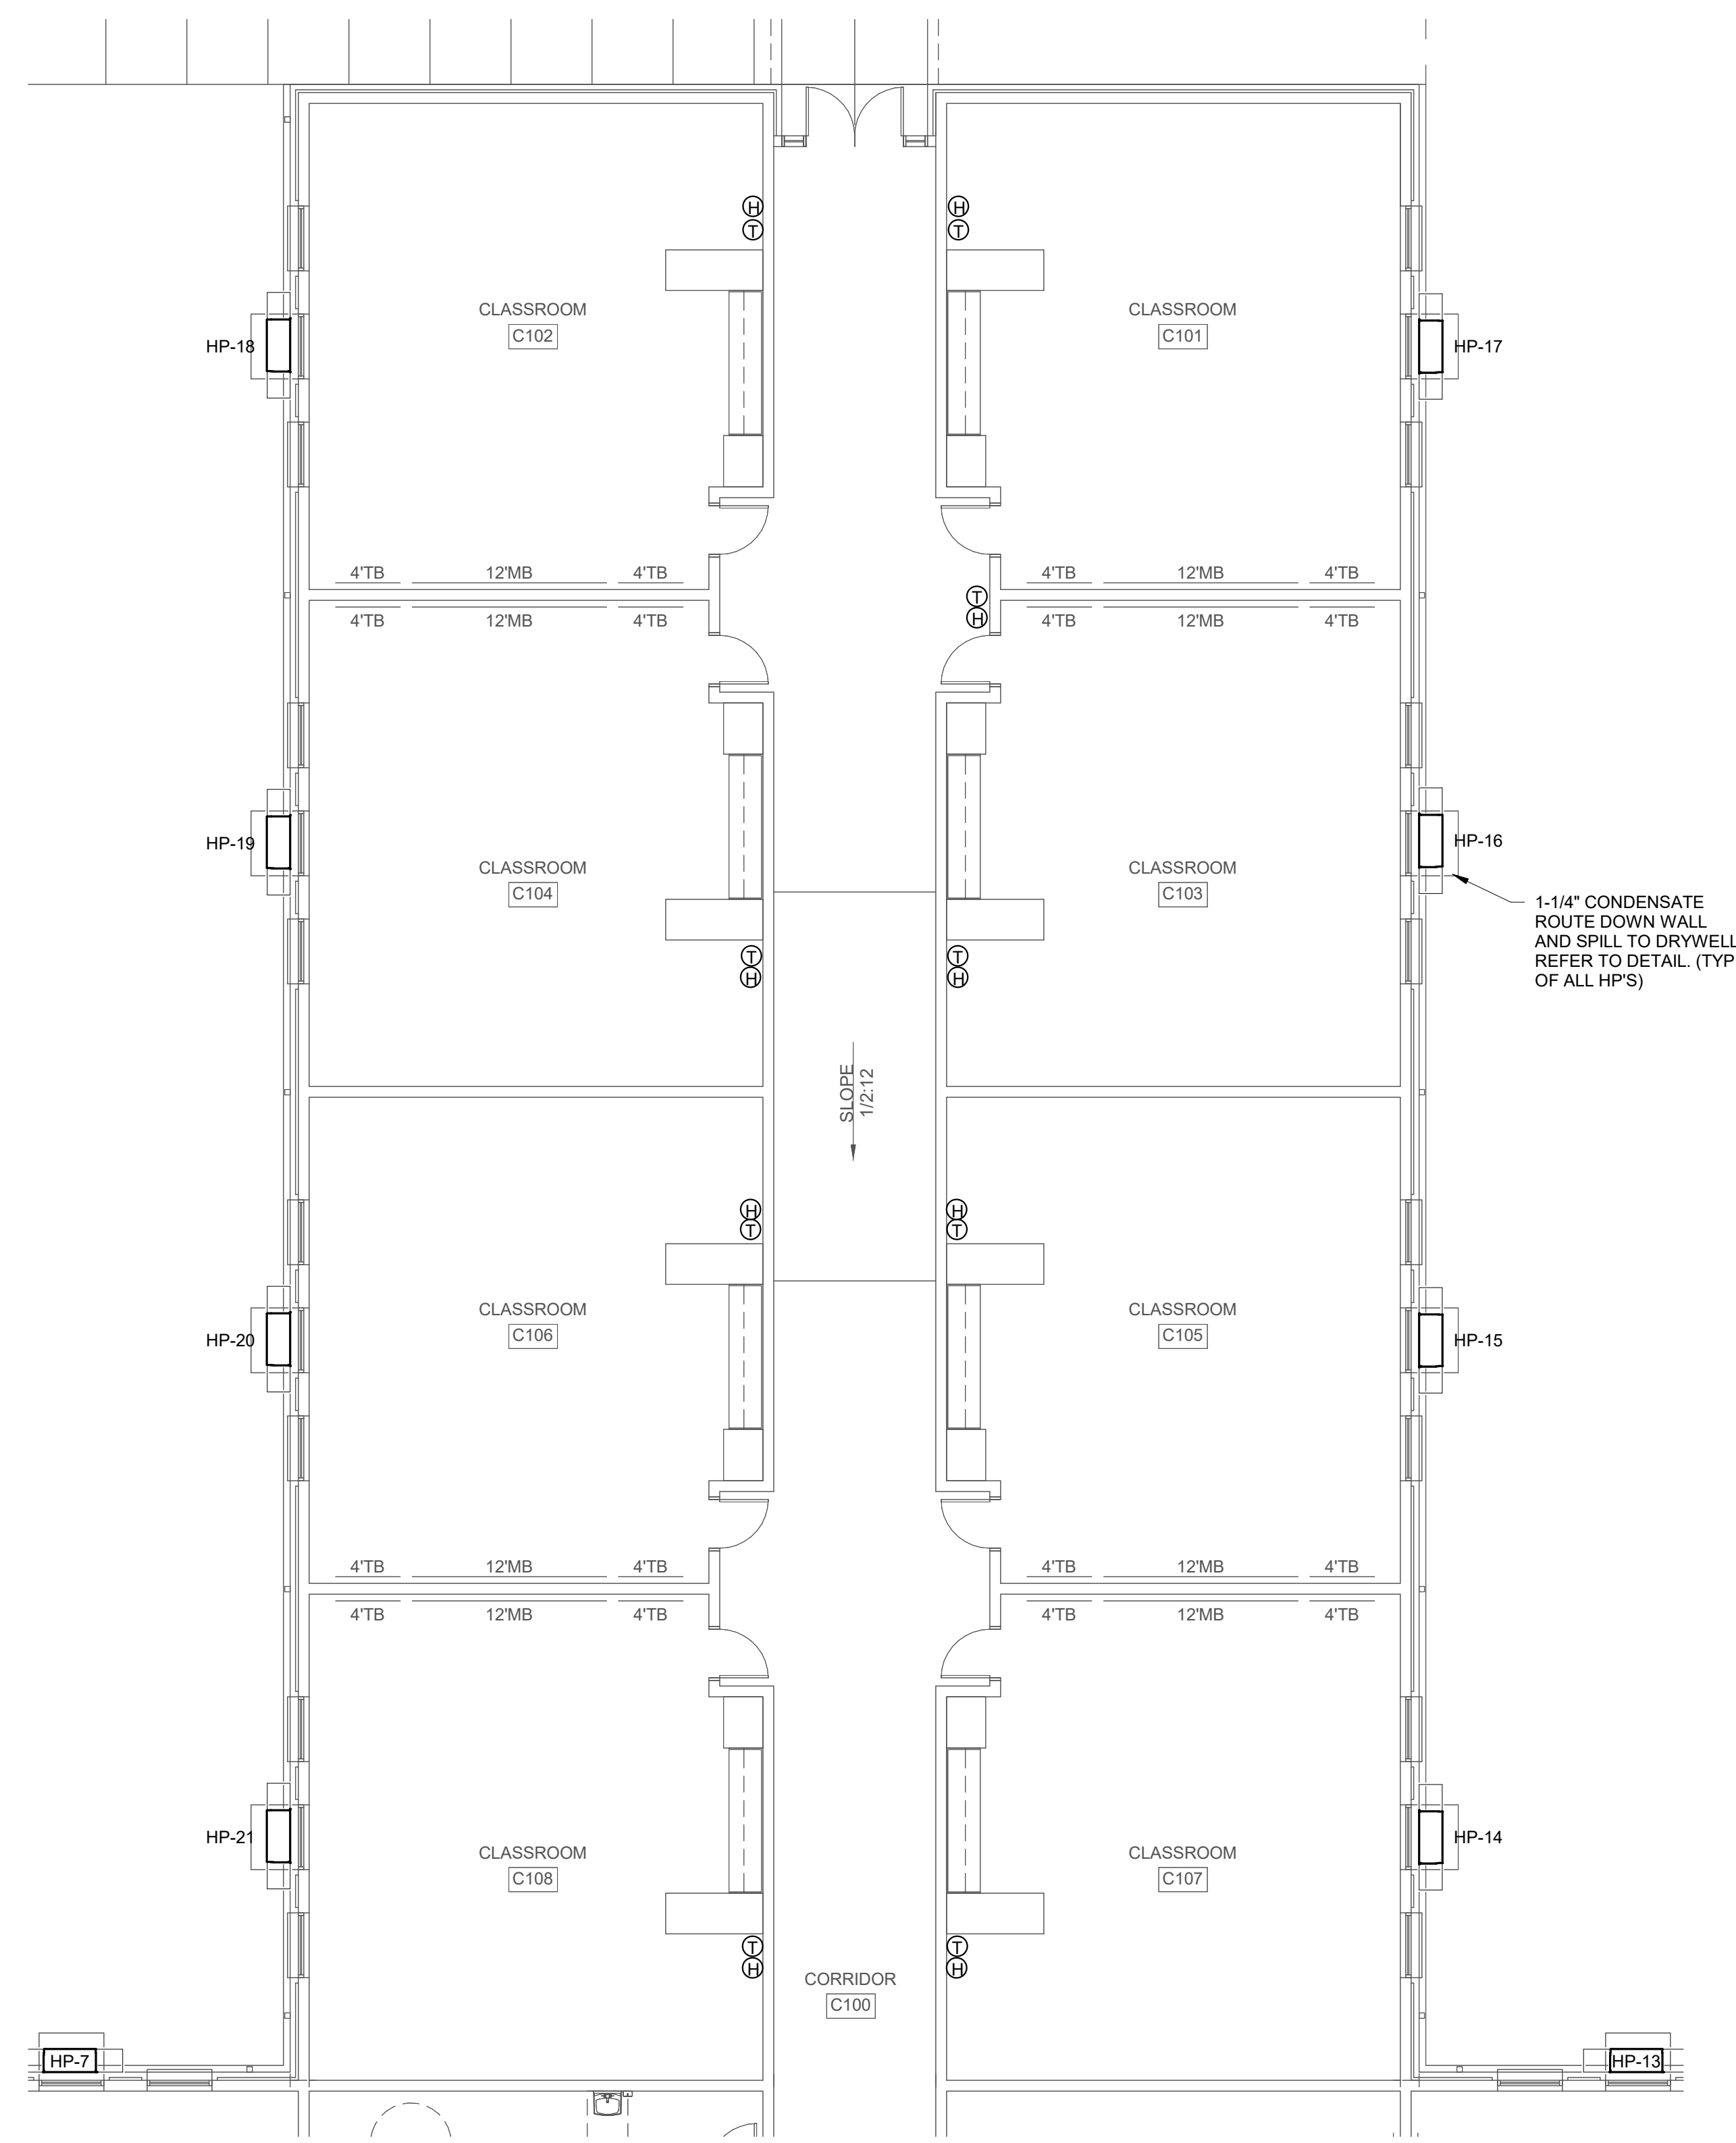 H
H
T
T
CLASSROOM
C102
CLASSROOM
C101
HP-18
HP-17
4'TB
12'MB
4'TB
4'TB
12'MB
4'TB
T
H
4'TB
12'MB
4'TB
4'TB
12'MB
4'TB
HP-19
HP-16
CLASSROOM
C104
CLASSROOM
C103
1-1/4" CONDENSATE
ROUTE DOWN WALL
AND SPILL TO DRYWELL
REFER TO DETAIL. (TYP
OF ALL HP'S)
T
T
H
H
SLOPE
1/2:12
H
H
T
T
CLASSROOM
C106
CLASSROOM
C105
HP-20
HP-15
4'TB
12'MB
4'TB
4'TB
12'MB
4'TB
4'TB
12'MB
4'TB
4'TB
12'MB
4'TB
HP-21
HP-14
CLASSROOM
C108
CLASSROOM
C107
T
T
H
H
CORRIDOR
C100
HP-7
HP-13